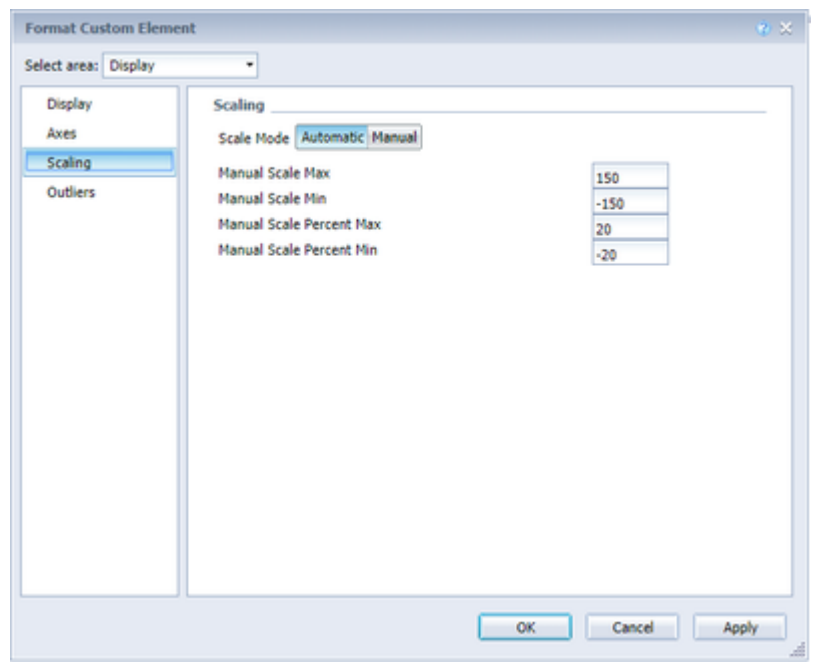 Format Custom Element
Select area: Display
Display
Axes
Scaling
Outliers
Scaling
Scale Mode Automatic Manual
Manual Scale Max 150
Manual Scale Min -150
Manual Scale Percent Max 20
Manual Scale Percent Min -20
OK Cancel Apply